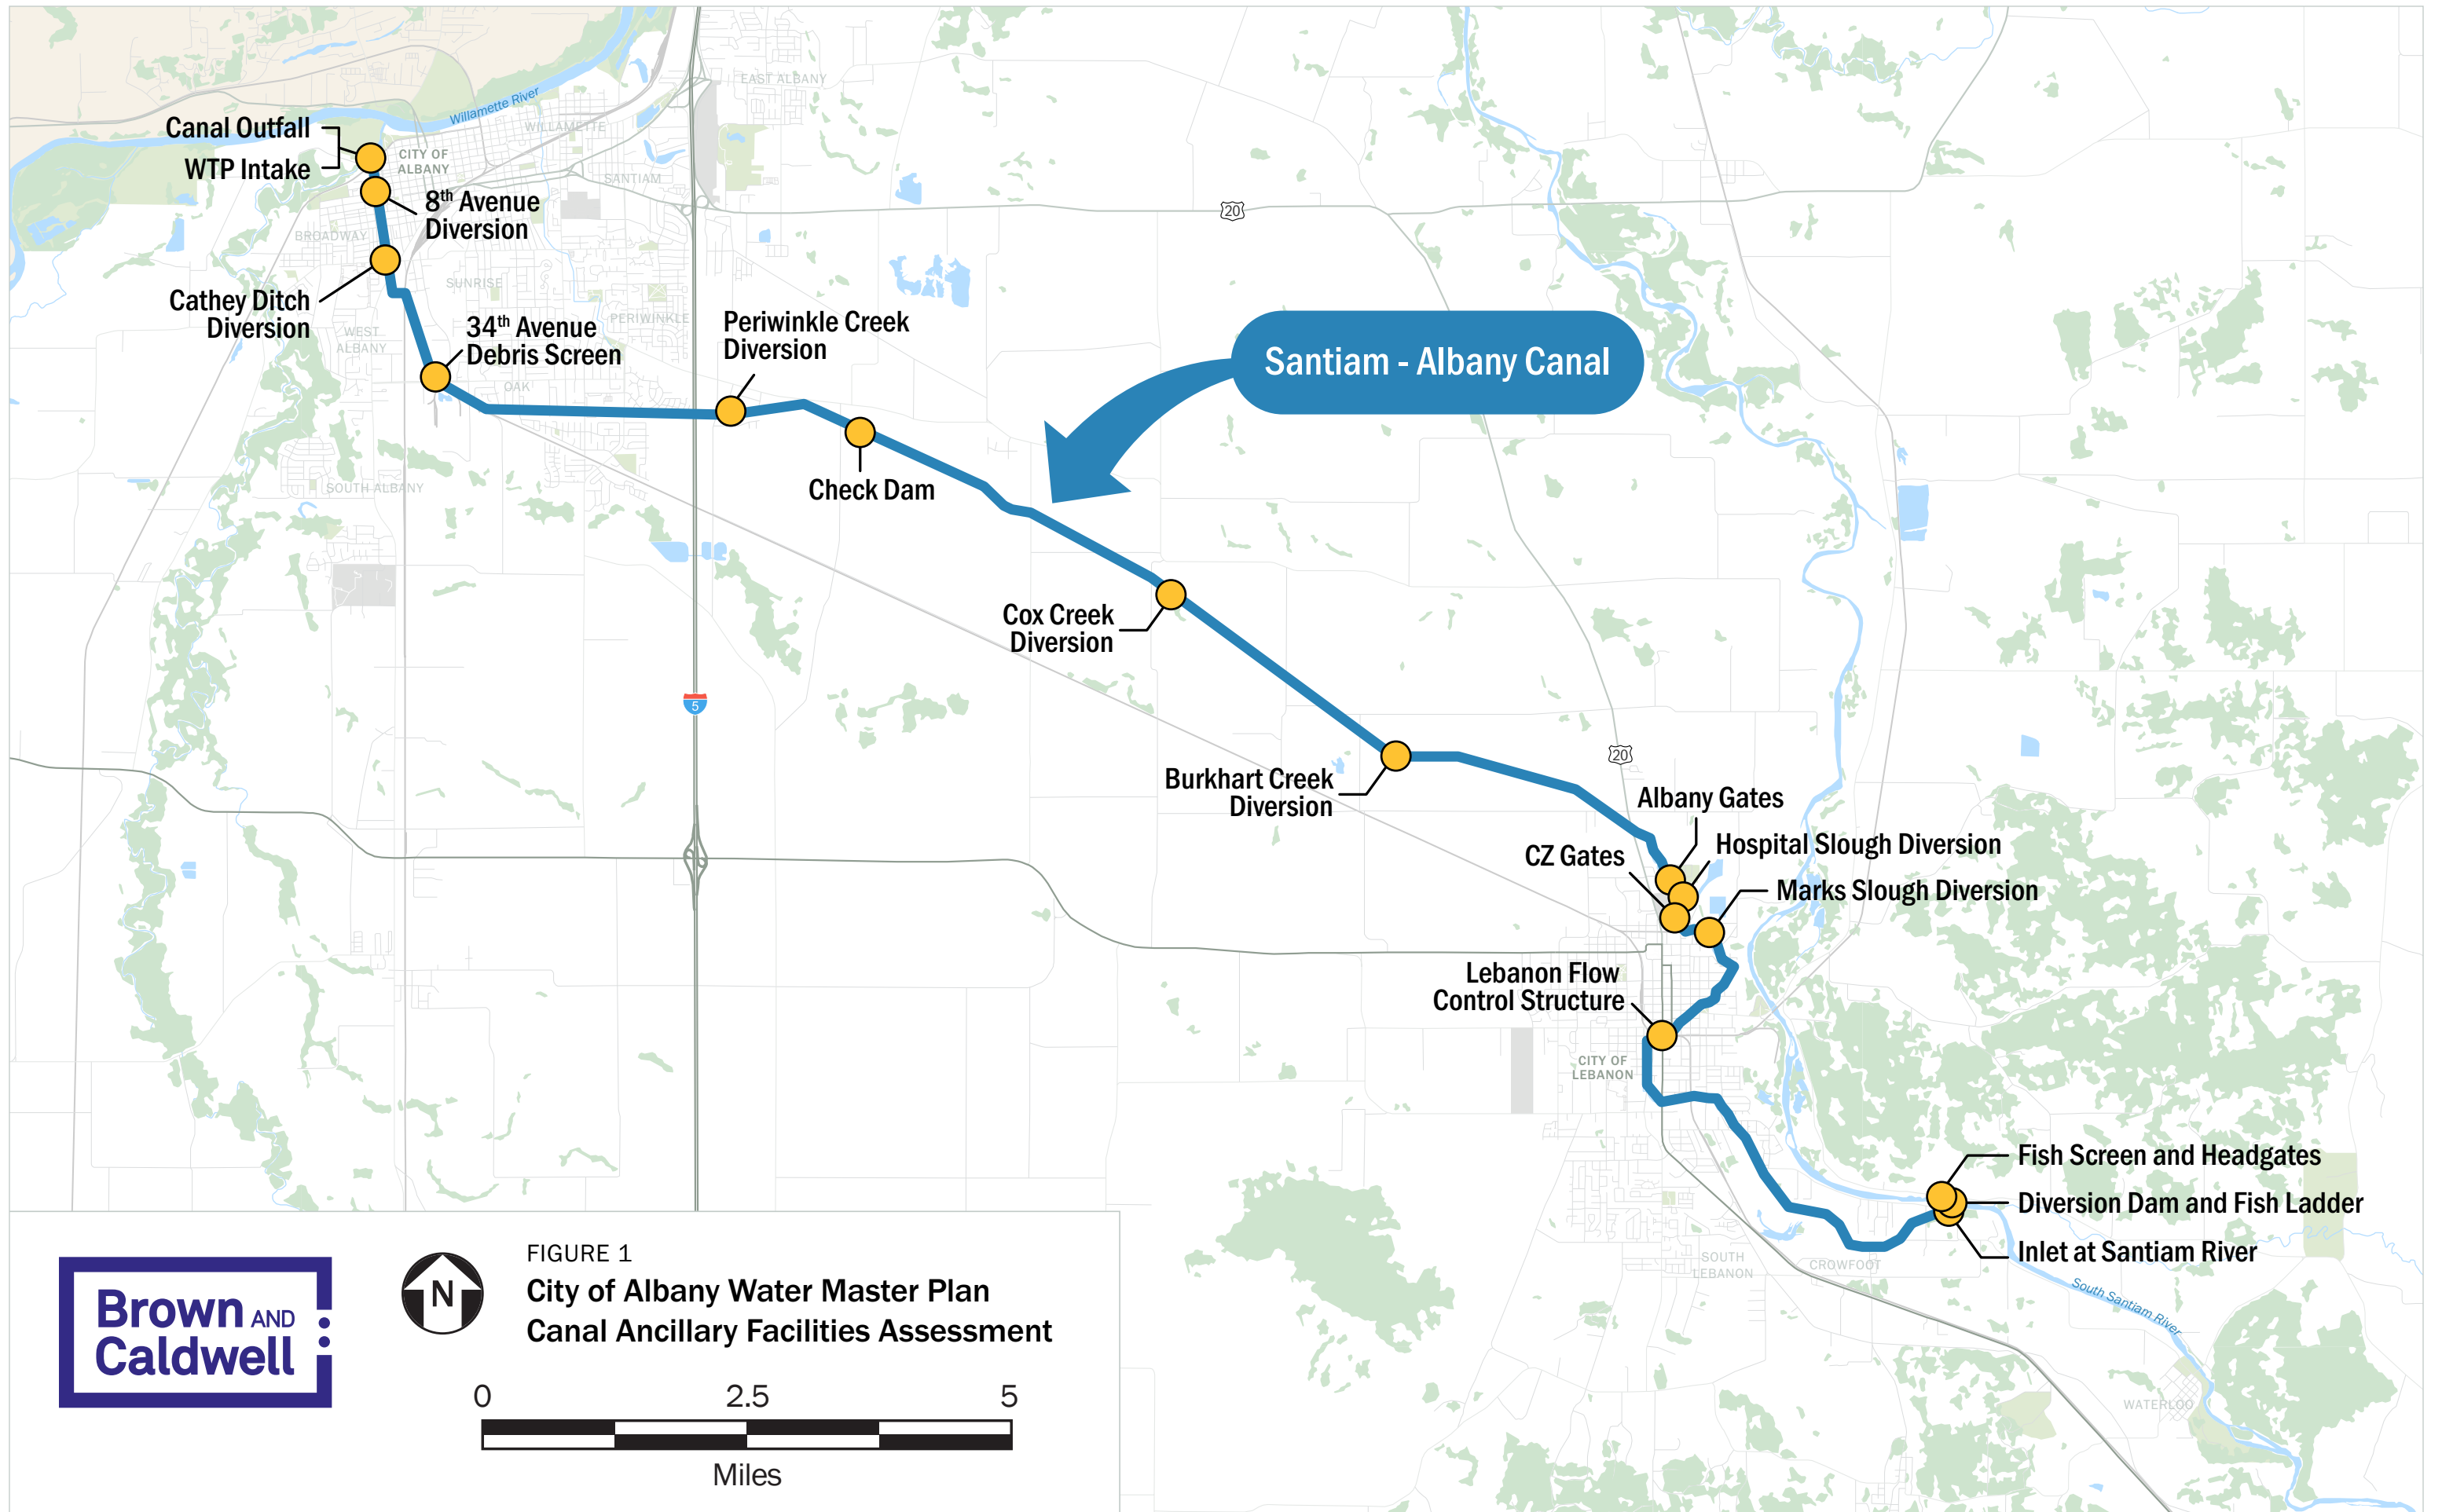 Willamette River
EAST ALBANY
WILLAMETTE
Canal Outfall
WTP Intake
CITY OF
ALBANY
SANTIAM
8th Avenue
Diversion
20
BROADWAY
Cathey Ditch
Diversion
SUNRISE
PERIWINKLE
WEST
ALBANY
34th Avenue
Debris Screen
Periwinkle Creek
Diversion
Santiam - Albany Canal
OAK
SOUTH ALBANY
Check Dam
Cox Creek
Diversion
5
20
Burkhart Creek
Diversion
Albany Gates
Hospital Slough Diversion
CZ Gates
Marks Slough Diversion
Lebanon Flow
Control Structure
CITY OF
LEBANON
Fish Screen and Headgates
Diversion Dam and Fish Ladder
Inlet at Santiam River
SOUTH
LEBANON
CROWFOOT
South Santiam River
WATERLOO
Brown AND
Caldwell
N
FIGURE 1
City of Albany Water Master Plan
Canal Ancillary Facilities Assessment
0 2.5 5
Miles